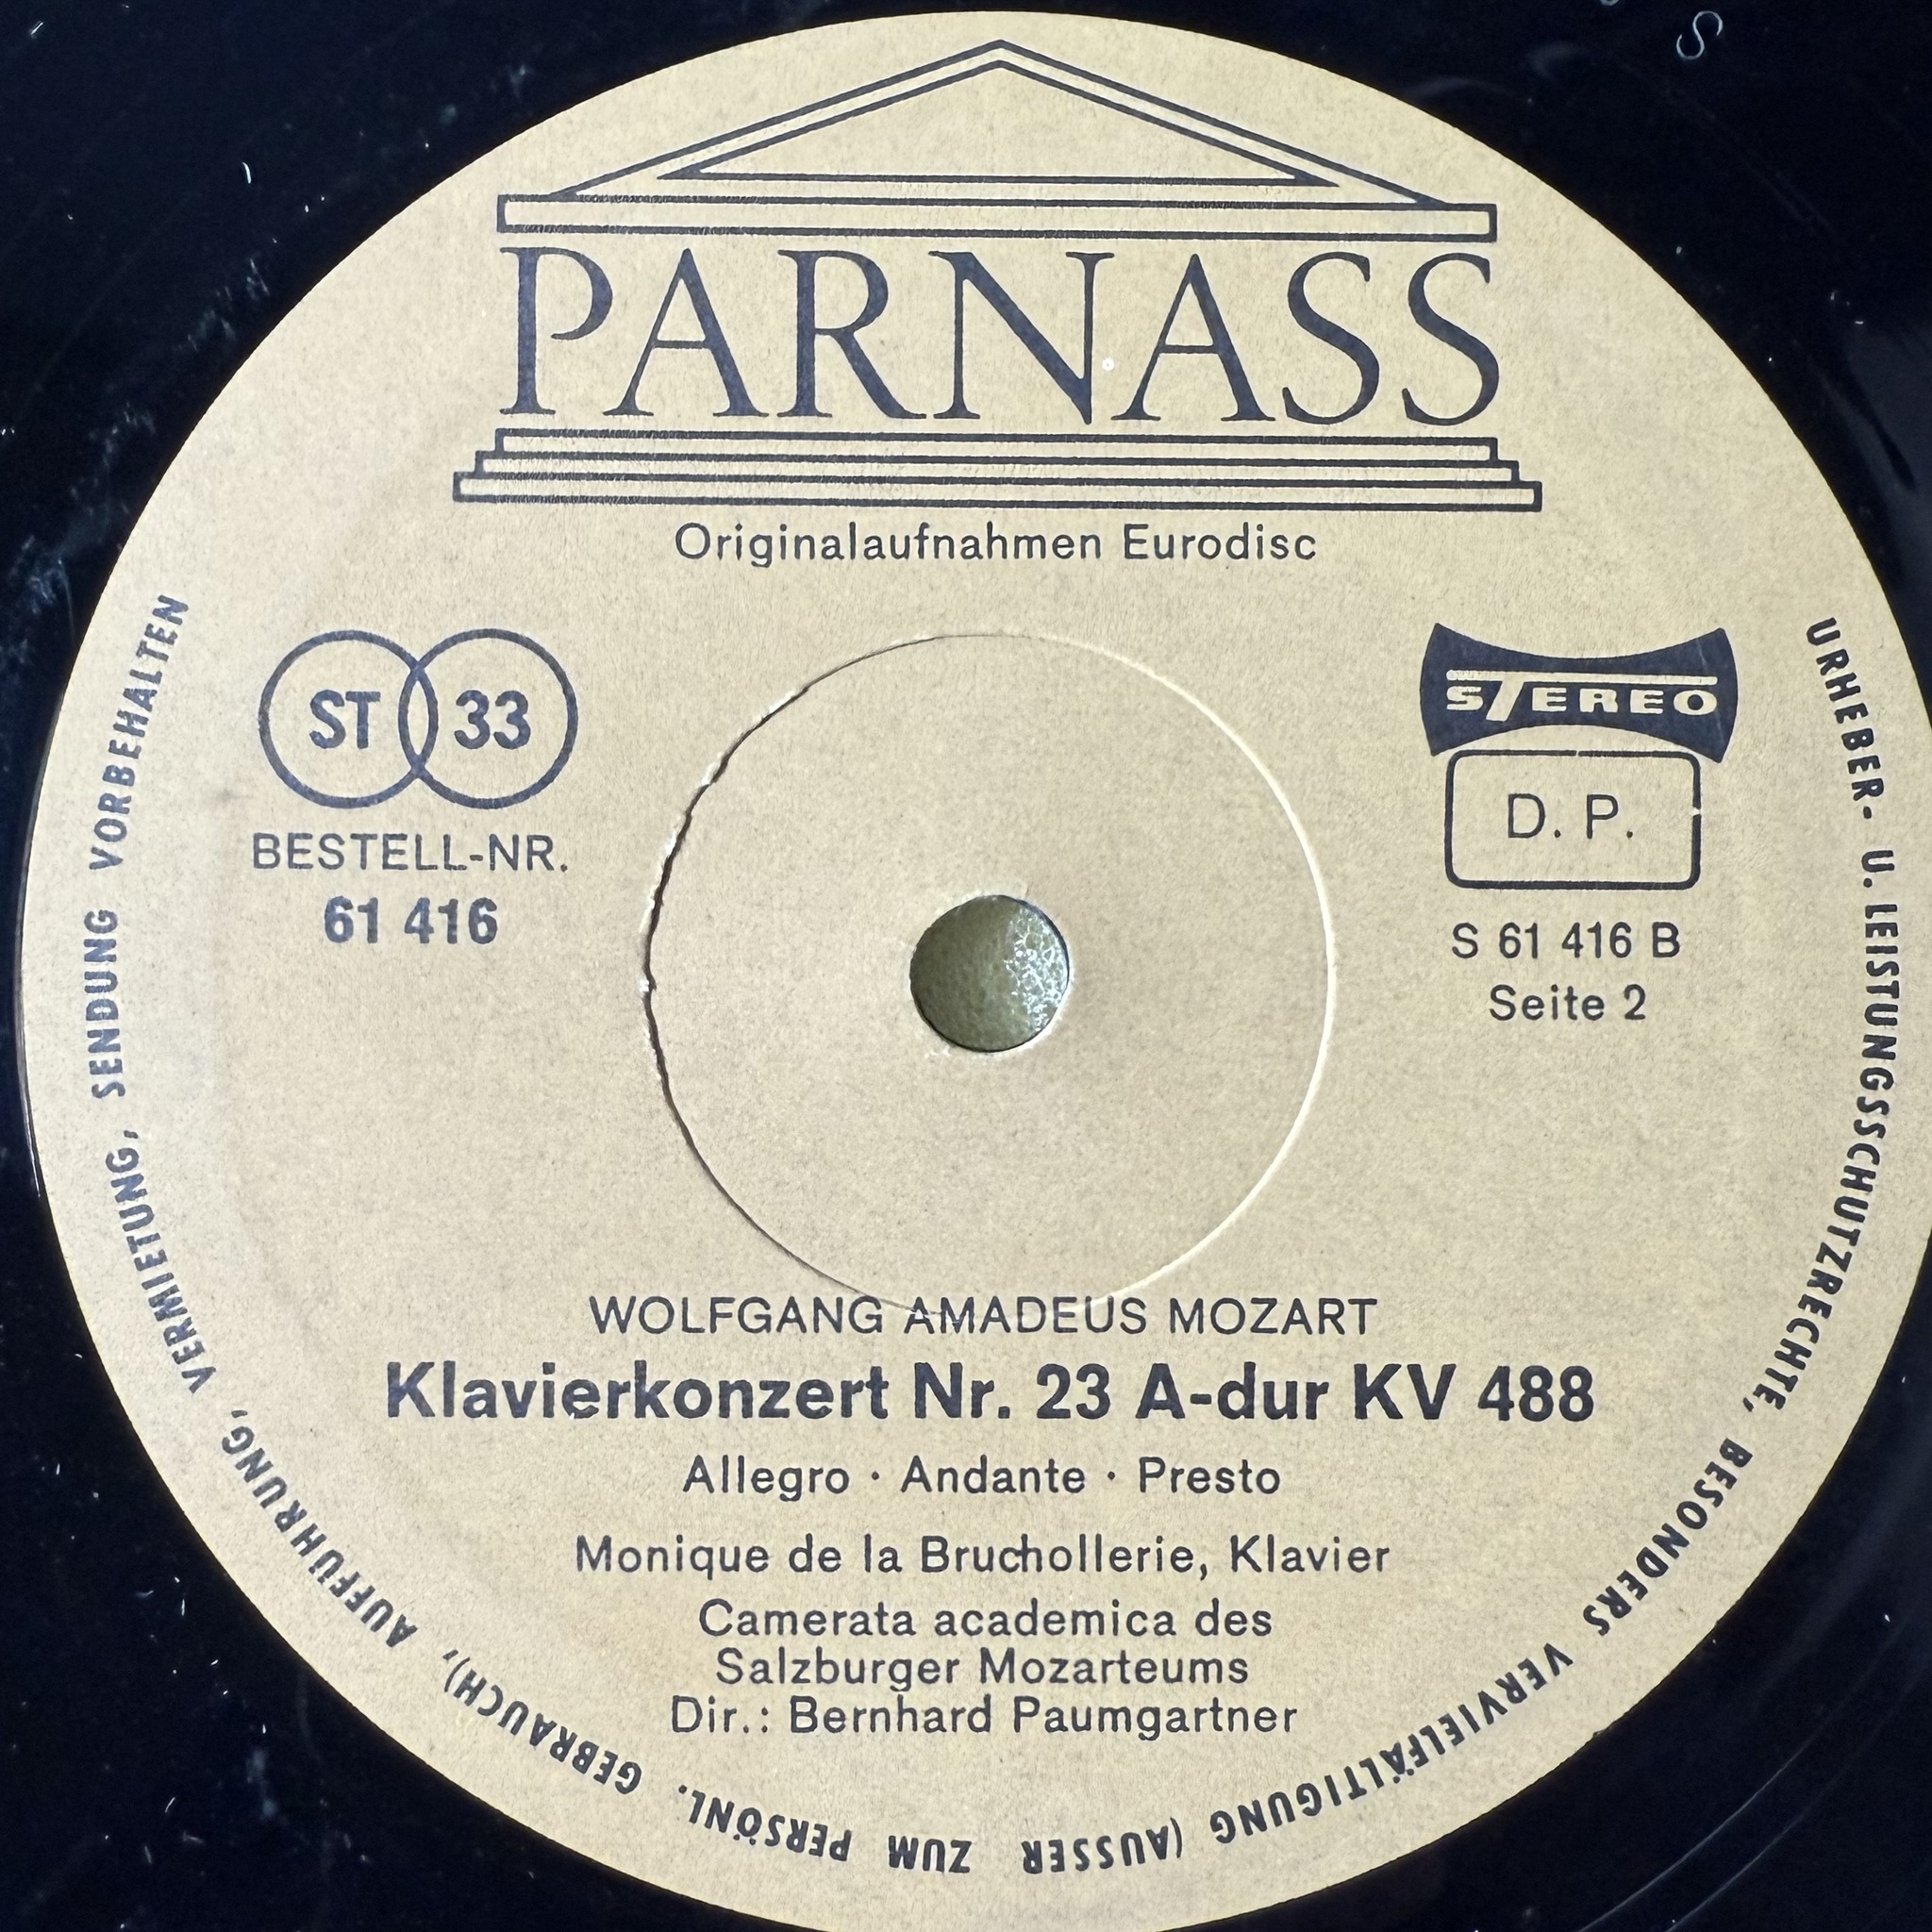 PARNASS
Originalaufnahmen Eurodisc
ST 33
BESTELL-NR.
61 416
STEREO
D. P.
S 61 416 B
Seite 2
WOLFGANG AMADEUS MOZART
Klavierkonzert Nr. 23 A-dur KV 488
Allegro · Andante · Presto
Monique de la Bruchollerie, Klavier
Camerata academica des
Salzburger Mozarteums
Dir.: Bernhard Paumgartner
URHEBER- U. LEISTUNGSSCHUTZRECHTE, BESONDERS VERVIELFÄLTIGUNG (AUSSER ZUM PERSÖNL. GEBRAUCH), AUFFÜHRUNG, VERMIETUNG, SENDUNG VORBEHALTEN